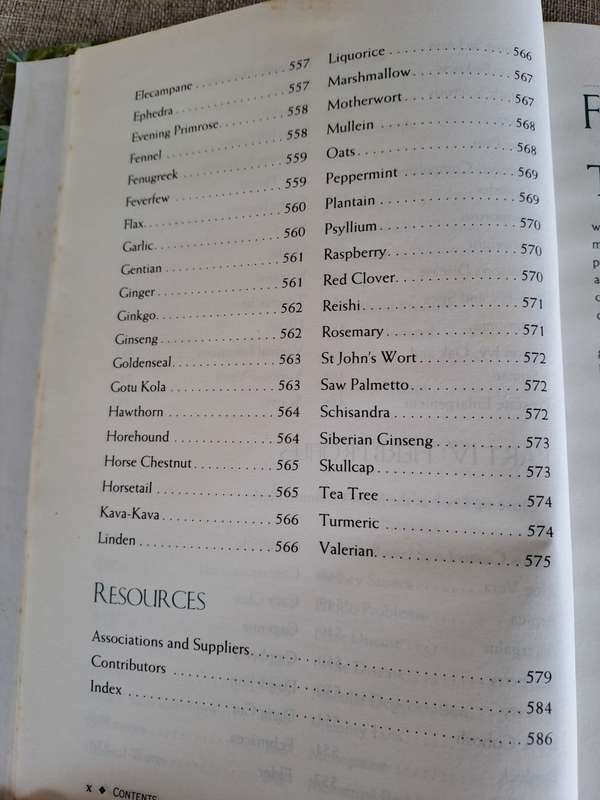 Elecampane 557
Ephedra 557
Evening Primrose 558
Fennel 558
Fenugreek 559
Feverfew 559
Flax 560
Garlic 560
Gentian 561
Ginger 561
Ginkgo 562
Ginseng 562
Goldenseal 563
Gotu Kola 563
Hawthorn 564
Horehound 564
Horse Chestnut 565
Horsetail 565
Kava-Kava 566
Linden 566
Liquorice 566
Marshmallow 567
Motherwort 567
Mullein 568
Oats 568
Peppermint 569
Plantain 569
Psyllium 570
Raspberry 570
Red Clover 570
Reishi 571
Rosemary 571
St John's Wort 572
Saw Palmetto 572
Schisandra 572
Siberian Ginseng 573
Skullcap 573
Tea Tree 574
Turmeric 574
Valerian 575
RESOURCES
Associations and Suppliers 579
Contributors 584
Index 586
x ◆ CONTENTS